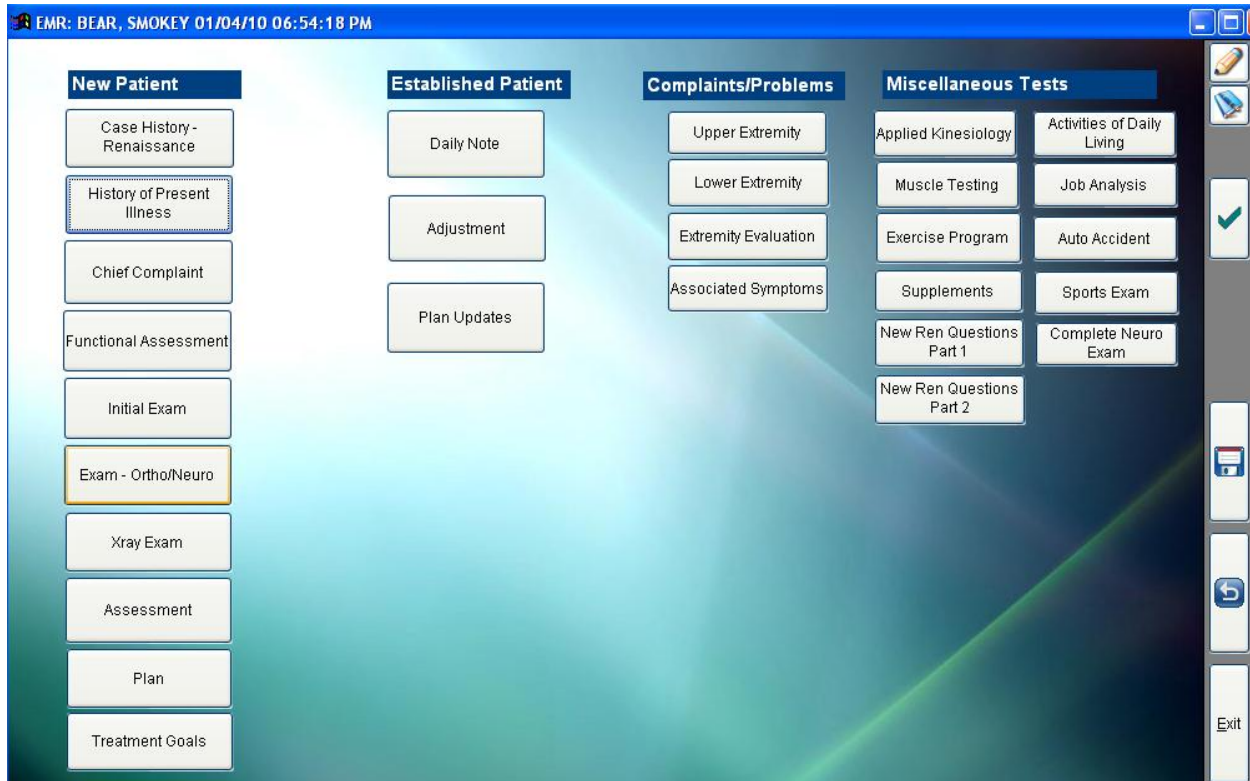 EMR: BEAR, SMOKEY 01/04/10 06:54:18 PM
New Patient
Case History -
Renaissance
History of Present
Illness
Chief Complaint
Functional Assessment
Initial Exam
Exam - Ortho/Neuro
Xray Exam
Assessment
Plan
Treatment Goals
Established Patient
Daily Note
Adjustment
Plan Updates
Complaints/Problems
Upper Extremity
Lower Extremity
Extremity Evaluation
Associated Symptoms
Miscellaneous Tests
Applied Kinesiology
Muscle Testing
Exercise Program
Supplements
New Ren Questions
Part 1
New Ren Questions
Part 2
Activities of Daily
Living
Job Analysis
Auto Accident
Sports Exam
Complete Neuro
Exam
Exit